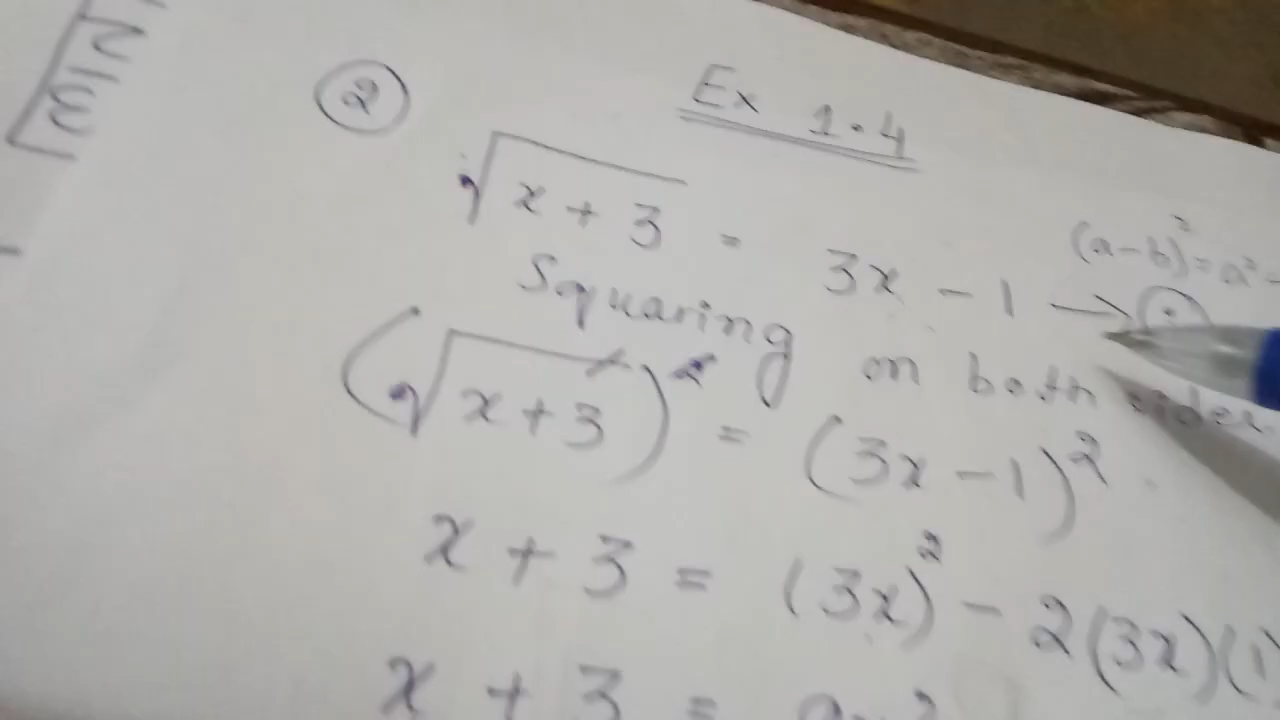 Ex 1.4
②
√(x + 3) = 3x - 1 →
(a-b)² = a² -
Squaring on both sides.
(√(x + 3))² = (3x - 1)²
x + 3 = (3x)² - 2(3x)(1)
x + 3 =